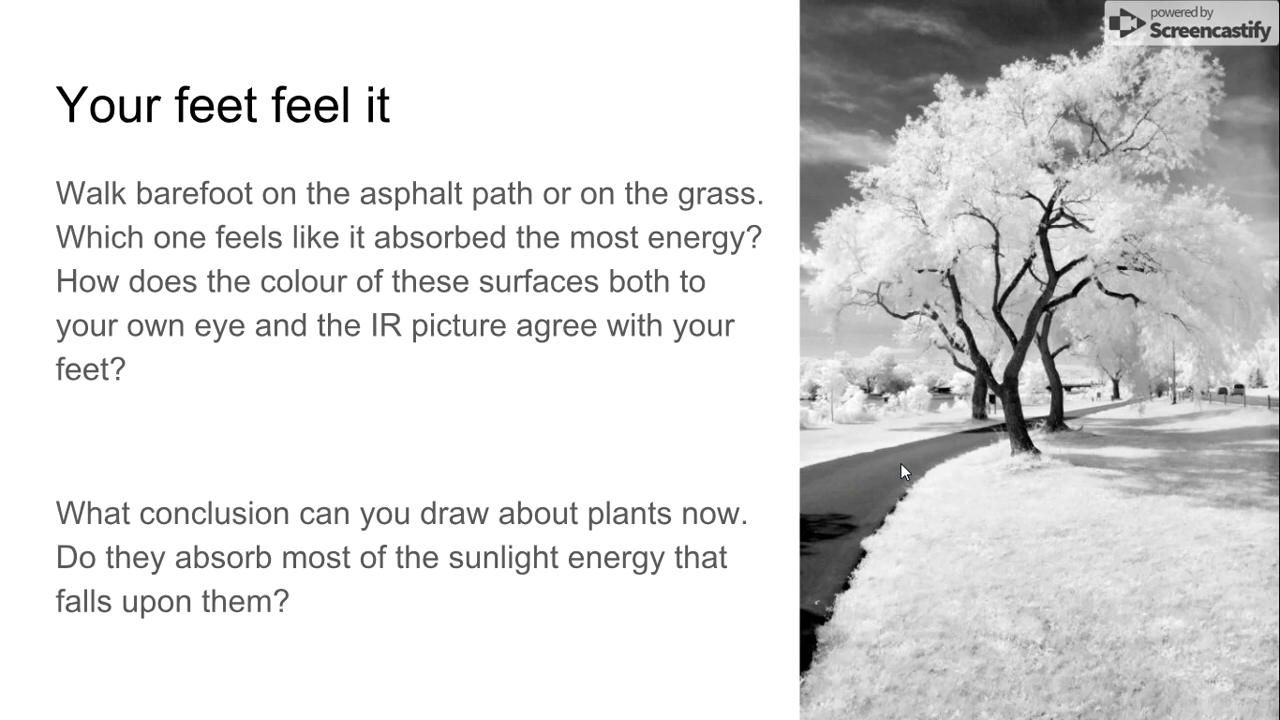 powered by
Screencastify
Your feet feel it
Walk barefoot on the asphalt path or on the grass.
Which one feels like it absorbed the most energy?
How does the colour of these surfaces both to
your own eye and the IR picture agree with your
feet?
What conclusion can you draw about plants now.
Do they absorb most of the sunlight energy that
falls upon them?